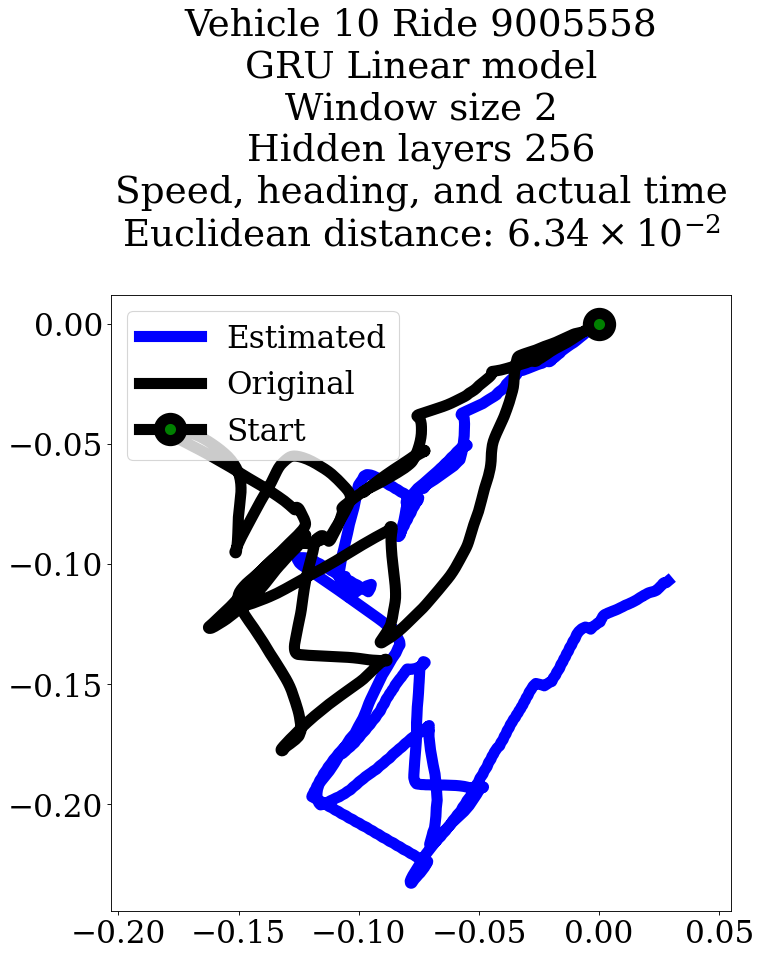 Vehicle 10 Ride 9005558
GRU Linear model
Window size 2
Hidden layers 256
Speed, heading, and actual time
Euclidean distance: 6.34 × 10⁻²
Estimated
Original
Start
0.00
−0.05
−0.10
−0.15
−0.20
−0.20 −0.15 −0.10 −0.05 0.00 0.05